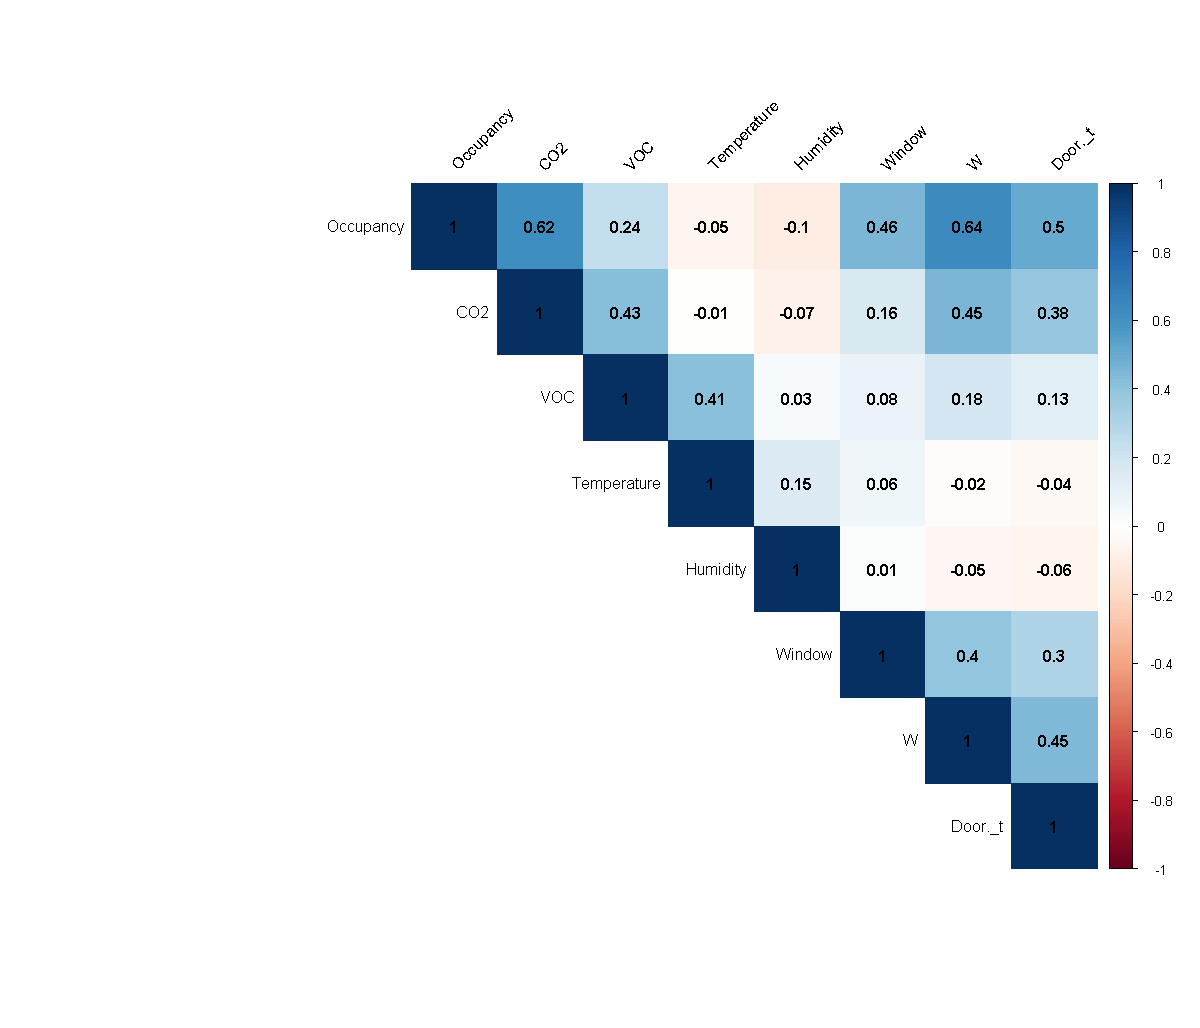 Occupancy CO2 VOC Temperature Humidity Window W Door._t
Occupancy 1 0.62 0.24 -0.05 -0.1 0.46 0.64 0.5
CO2 1 0.43 -0.01 -0.07 0.16 0.45 0.38
VOC 1 0.41 0.03 0.08 0.18 0.13
Temperature 1 0.15 0.06 -0.02 -0.04
Humidity 1 0.01 -0.05 -0.06
Window 1 0.4 0.3
W 1 0.45
Door._t 1
1
0.8
0.6
0.4
0.2
0
-0.2
-0.4
-0.6
-0.8
-1